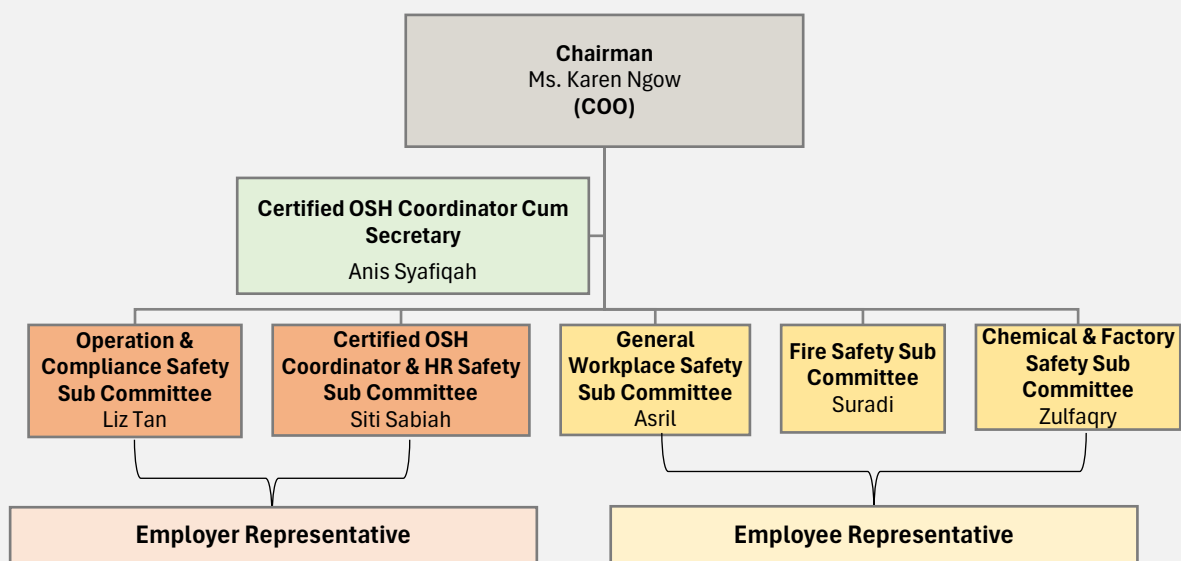 Chairman
Ms. Karen Ngow
(COO)
Certified OSH Coordinator Cum
Secretary
Anis Syafiqah
Operation &
Compliance Safety
Sub Committee
Liz Tan
Certified OSH
Coordinator & HR Safety
Sub Committee
Siti Sabiah
General
Workplace Safety
Sub Committee
Asril
Fire Safety Sub
Committee
Suradi
Chemical & Factory
Safety Sub
Committee
Zulfaqry
Employer Representative
Employee Representative